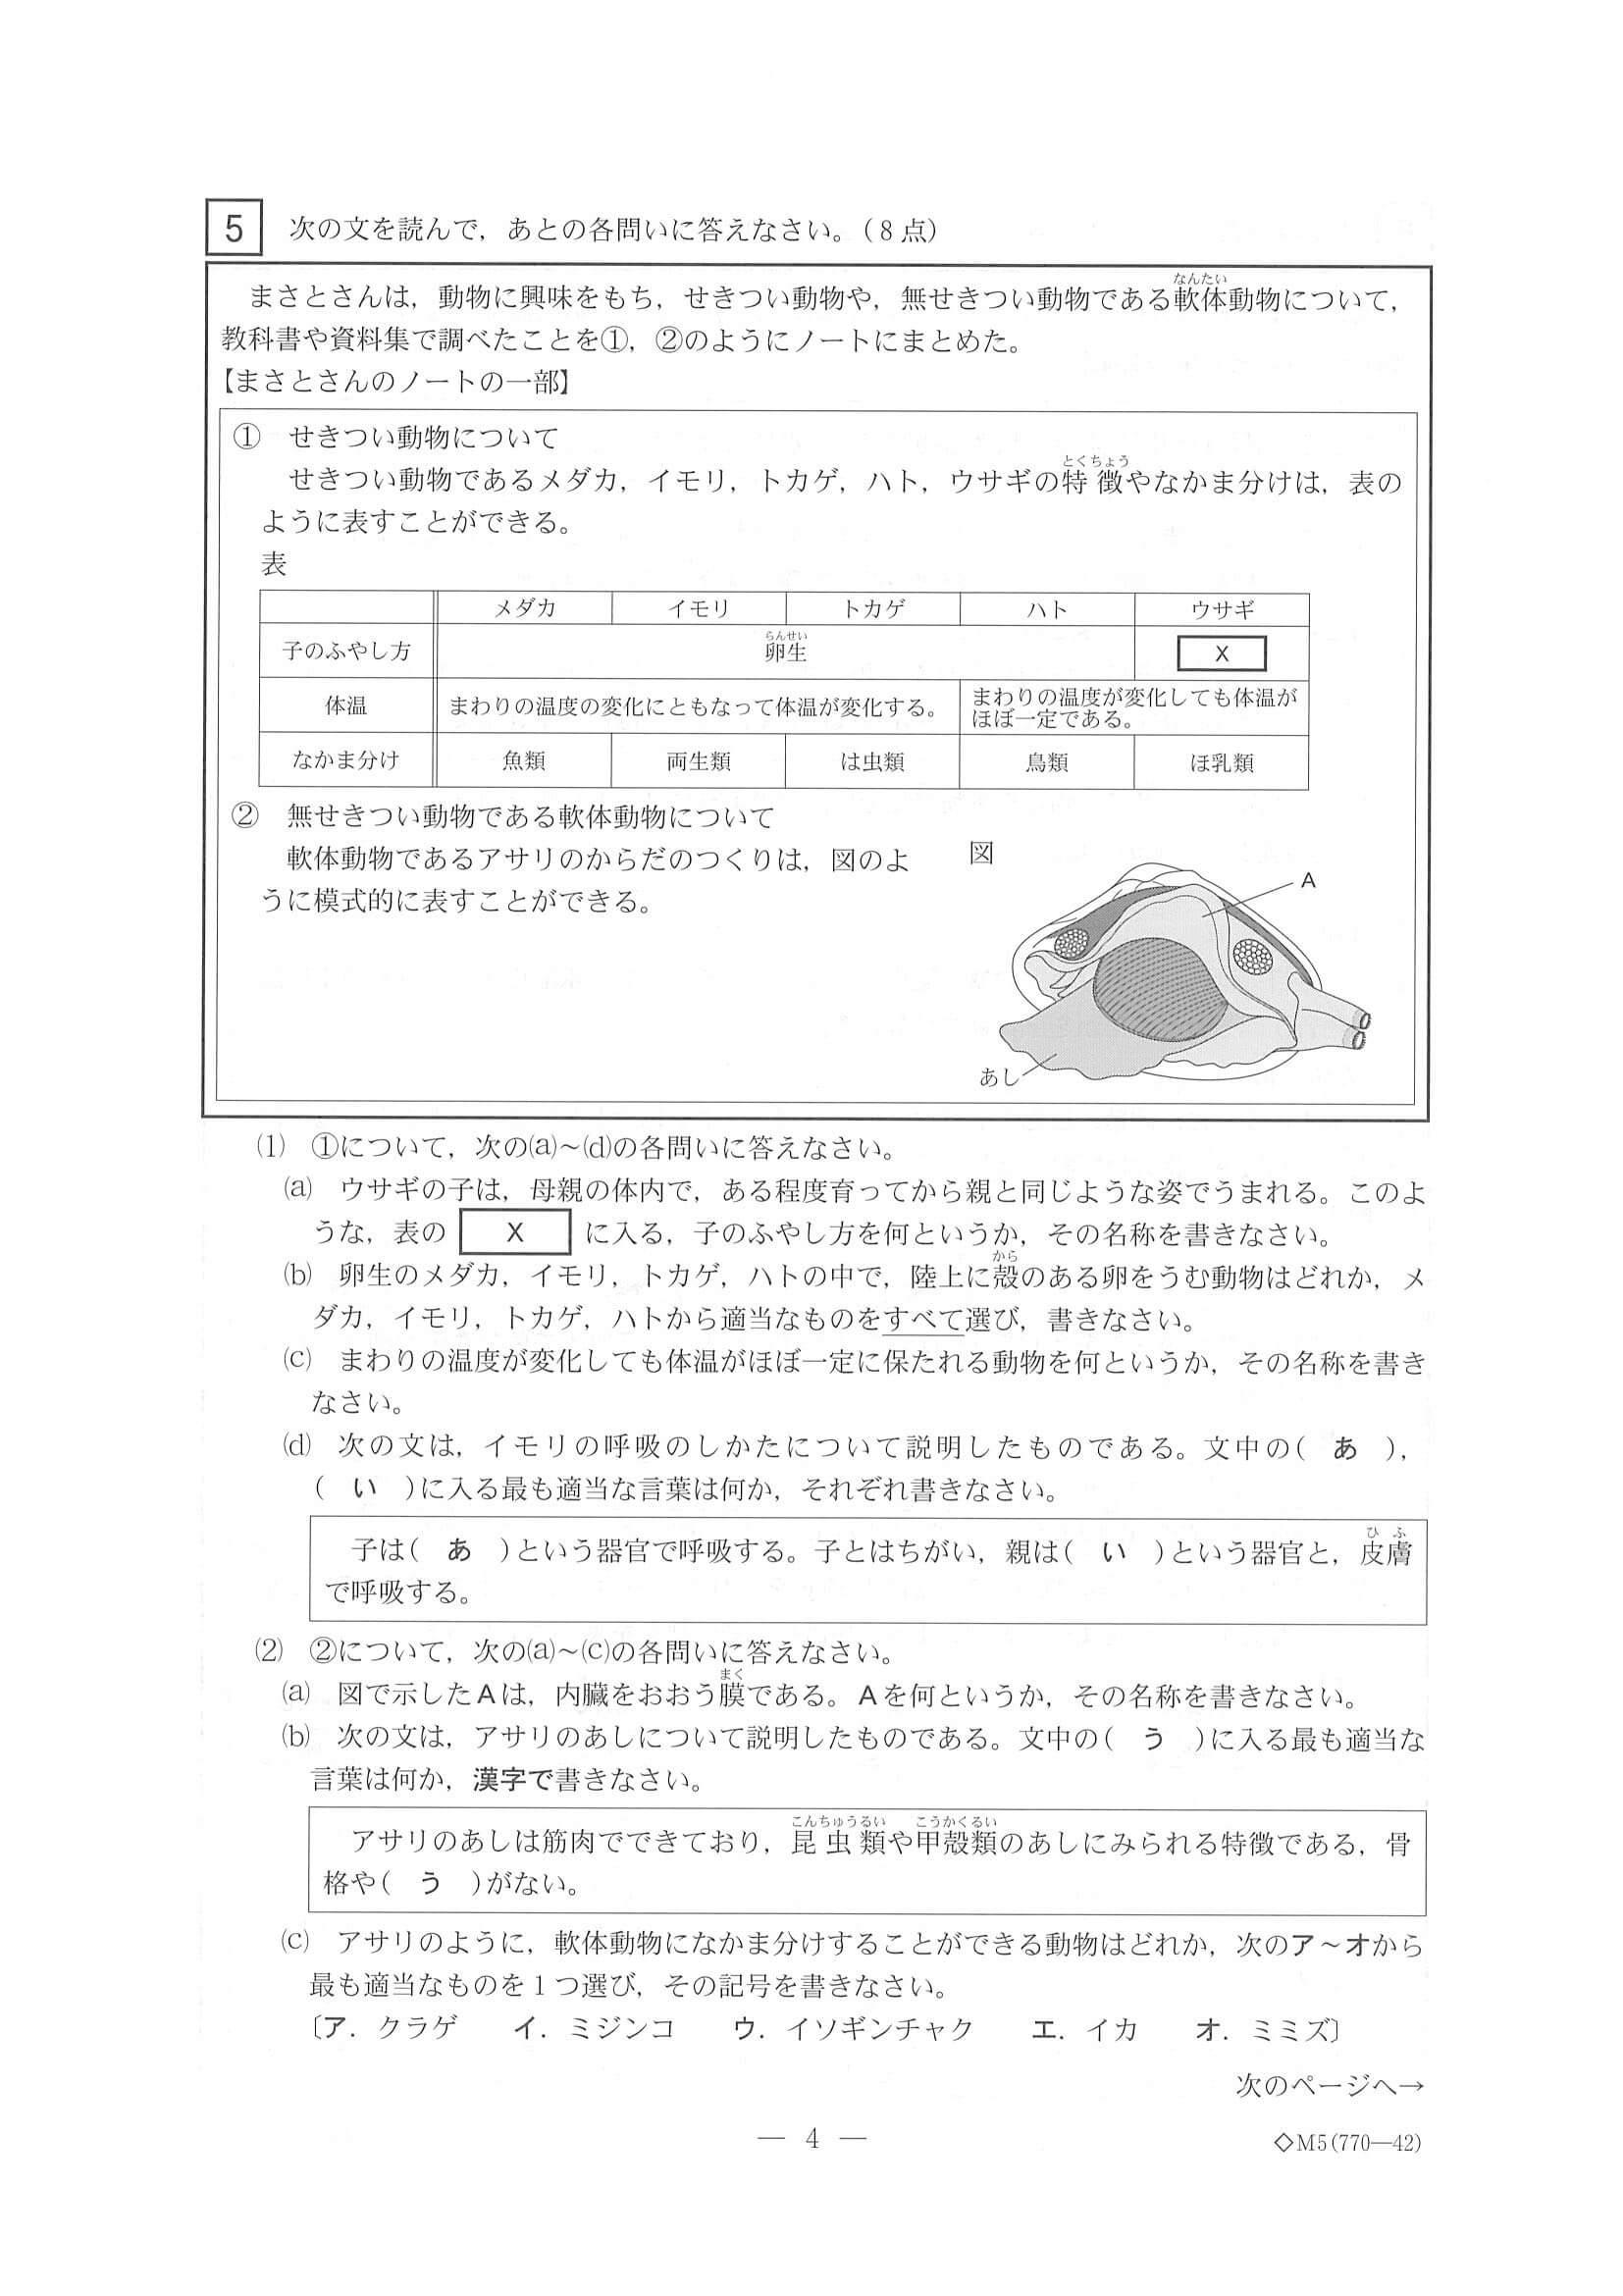 5 次の文を読んで，あとの各問いに答えなさい。（8点）
まさとさんは，動物に興味をもち，せきつい動物や，無せきつい動物である軟体動物について，
なんたい
教科書や資料集で調べたことを①，②のようにノートにまとめた。
【まさとさんのノートの一部】
① せきつい動物について
せきつい動物であるメダカ，イモリ，トカゲ，ハト，ウサギの特徴やなかま分けは，表の
とくちょう
ように表すことができる。
表
メダカ イモリ トカゲ ハト ウサギ
子のふやし方 卵生 X
らんせい
体温 まわりの温度の変化にともなって体温が変化する。 まわりの温度が変化しても体温が
ほぼ一定である。
なかま分け 魚類 両生類 は虫類 鳥類 ほ乳類
② 無せきつい動物である軟体動物について
軟体動物であるアサリのからだのつくりは，図のよ
うに模式的に表すことができる。
図
A
あし
⑴ ①について，次の⒜～⒟の各問いに答えなさい。
⒜ ウサギの子は，母親の体内で，ある程度育ってから親と同じような姿でうまれる。このよ
うな，表の X に入る，子のふやし方を何というか，その名称を書きなさい。
⒝ 卵生のメダカ，イモリ，トカゲ，ハトの中で，陸上に殻のある卵をうむ動物はどれか，メ
から
ダカ，イモリ，トカゲ，ハトから適当なものをすべて選び，書きなさい。
⒞ まわりの温度が変化しても体温がほぼ一定に保たれる動物を何というか，その名称を書き
なさい。
⒟ 次の文は，イモリの呼吸のしかたについて説明したものである。文中の（ あ ），
（ い ）に入る最も適当な言葉は何か，それぞれ書きなさい。
子は（ あ ）という器官で呼吸する。子とはちがい，親は（ い ）という器官と，皮膚
ひふ
で呼吸する。
⑵ ②について，次の⒜～⒞の各問いに答えなさい。
⒜ 図で示したAは，内臓をおおう膜である。Aを何というか，その名称を書きなさい。
まく
⒝ 次の文は，アサリのあしについて説明したものである。文中の（ う ）に入る最も適当な
言葉は何か，漢字で書きなさい。
アサリのあしは筋肉でできており，昆虫類や甲殻類のあしにみられる特徴である，骨
こんちゅうるい こうかくるい
格や（ う ）がない。
⒞ アサリのように，軟体動物になかま分けすることができる動物はどれか，次のア～オから
最も適当なものを1つ選び，その記号を書きなさい。
〔ア．クラゲ イ．ミジンコ ウ．イソギンチャク エ．イカ オ．ミミズ〕
次のページへ→
— 4 —
◇M5(770—42)